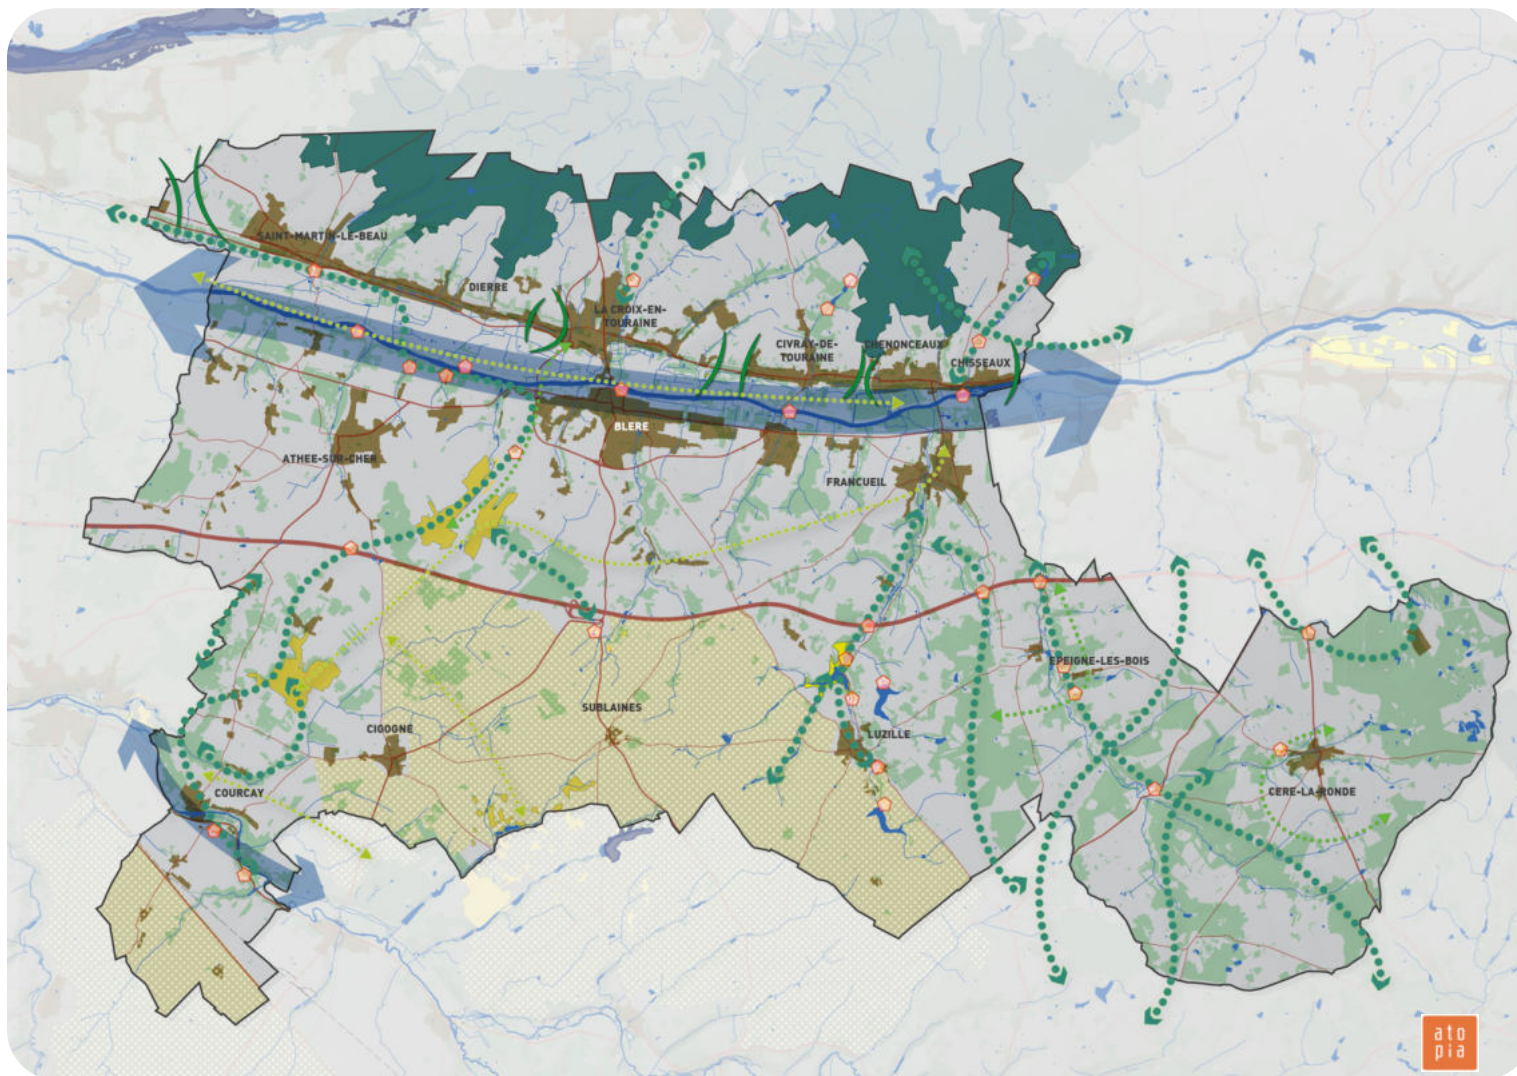 SAINT-MARTIN-LE-BEAU
DIERRE
LA CROIX-EN-
TOURAINE
CIVRAY-DE-
TOURAINE
CHENONCEAUX
CHISSEAUX
BLERE
ATHEE-SUR-CHER
FRANCUEIL
EPEIGNE-LES-BOIS
SUBLAINES
CIGOGNE
LUZILLE
COURCAY
CERE-LA-RONDE
ato
pia